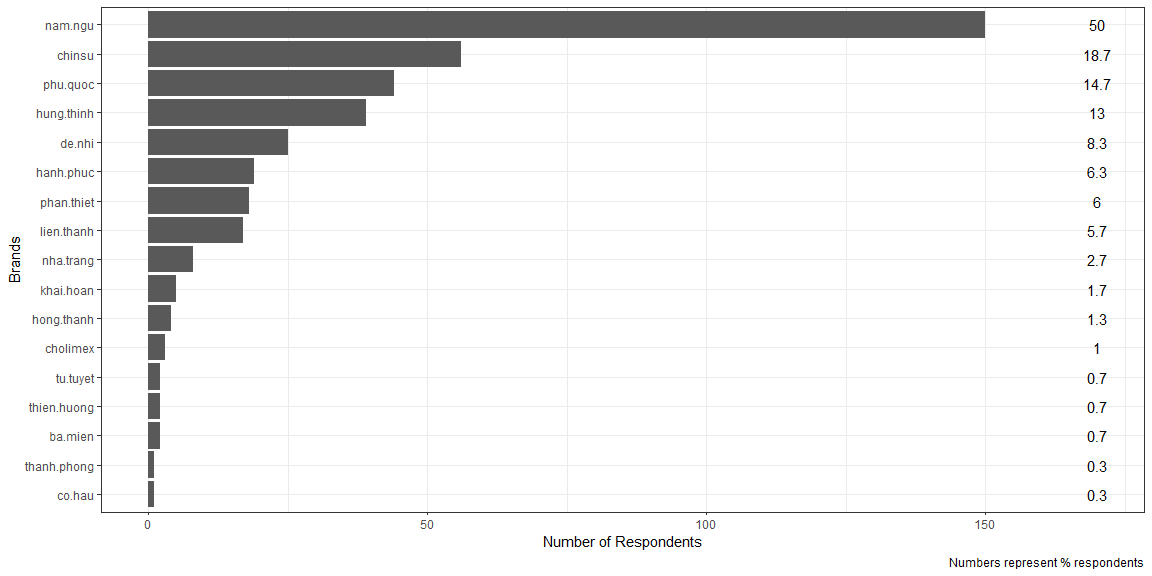 nam.ngu 50
chinsu 18.7
phu.quoc 14.7
hung.thinh 13
de.nhi 8.3
hanh.phuc 6.3
phan.thiet 6
lien.thanh 5.7
nha.trang 2.7
khai.hoan 1.7
hong.thanh 1.3
cholimex 1
tu.tuyet 0.7
thien.huong 0.7
ba.mien 0.7
thanh.phong 0.3
co.hau 0.3
Brands
0 50 100 150
Number of Respondents
Numbers represent % respondents